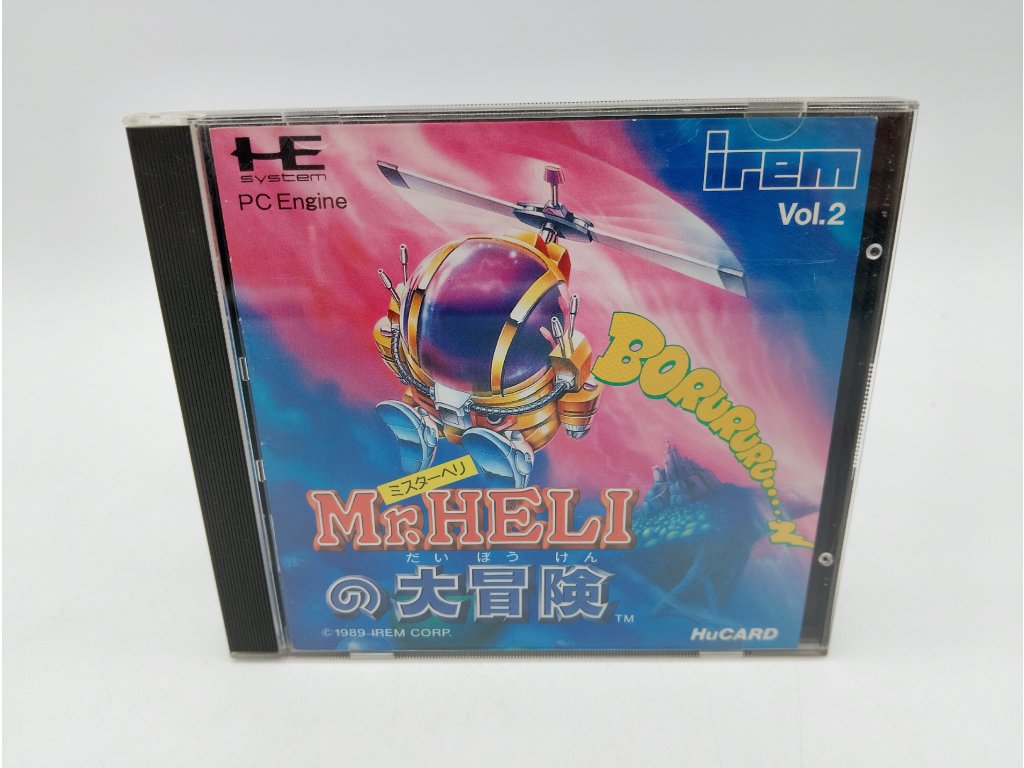 HE
system
PC Engine
irem
Vol.2
BORURURU....N
ミスターヘリ
Mr.HELI
だいぼうけん
の大冒険™
© 1989 IREM CORP.
HuCARD